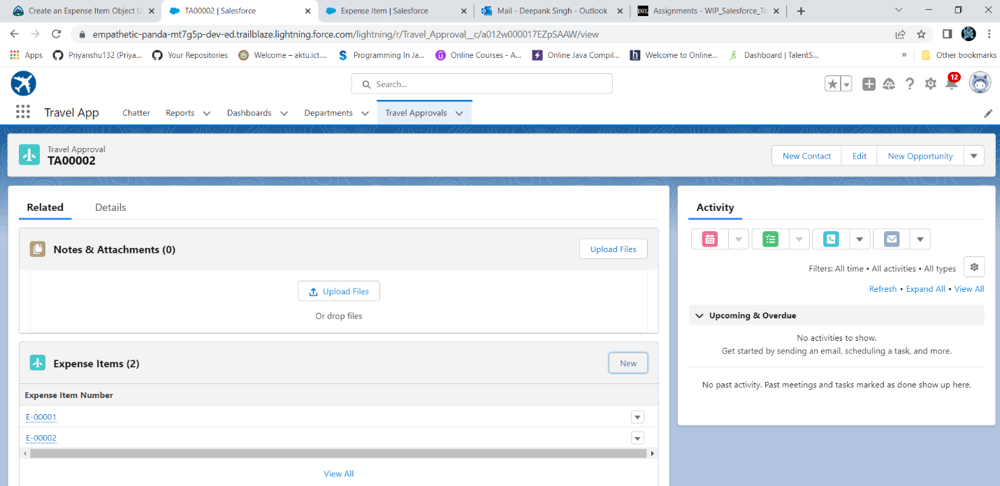 Create an Expense Item Object U
TA00002 | Salesforce
Expense Item | Salesforce
Mail - Deepank Singh - Outlook
Assignments - WIP_Salesforce_Tr
empathetic-panda-mt7g5p-dev-ed.trailblaze.lightning.force.com/lightning/r/Travel_Approval__c/a012w000017EZpSAAW/view
Apps
Priyanshu132 (Priya...
Your Repositories
Welcome – aktu.ict....
Programming In Ja...
Online Courses - A...
Online Java Compil...
Welcome to Online...
Dashboard | TalentS...
»
Other bookmarks
Search...
12
Travel App
Chatter
Reports
Dashboards
Departments
Travel Approvals
Travel Approval
TA00002
New Contact
Edit
New Opportunity
Related
Details
Notes & Attachments (0)
Upload Files
Upload Files
Or drop files
Expense Items (2)
New
Expense Item Number
E-00001
E-00002
View All
Activity
Filters: All time • All activities • All types
Refresh • Expand All • View All
Upcoming & Overdue
No activities to show.
Get started by sending an email, scheduling a task, and more.
No past activity. Past meetings and tasks marked as done show up here.